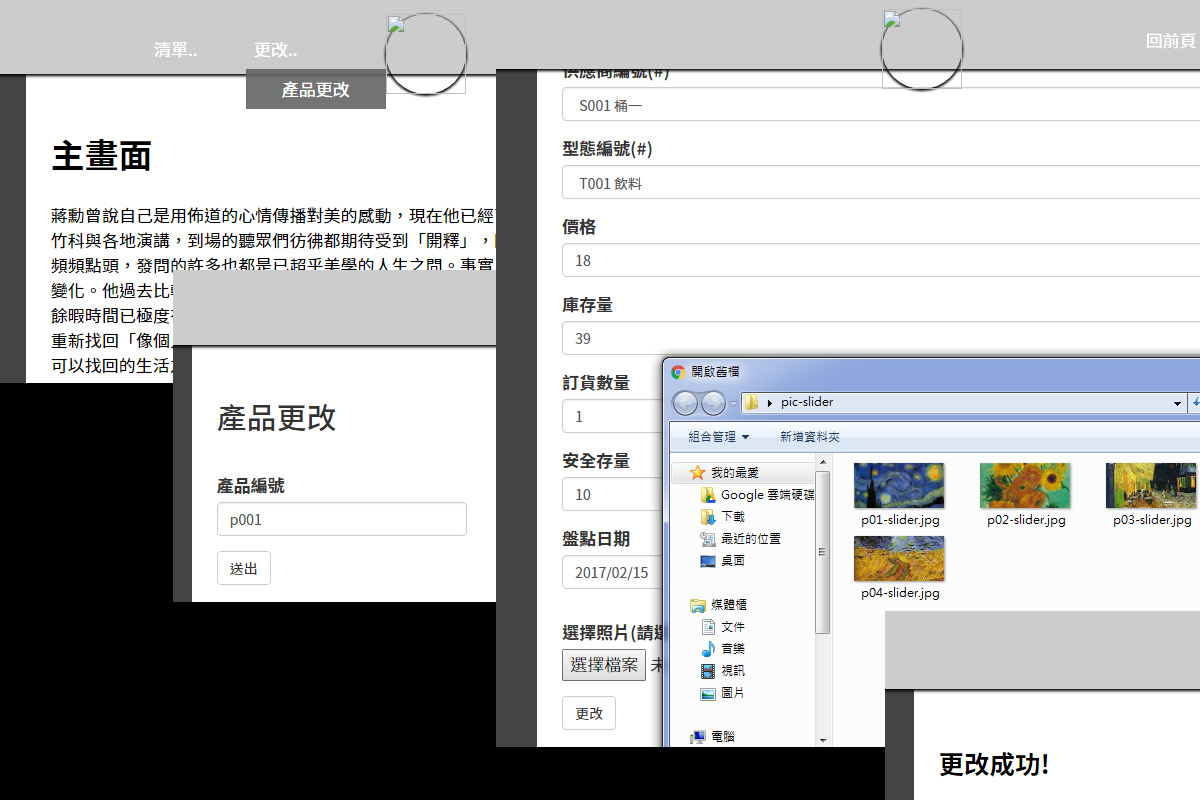 清單..
更改..
產品更改
回前頁
主畫面
蔣勳曾說自己是用佈道的心情傳播對美的感動，現在他已經
竹科與各地演講，到場的聽眾們彷彿都期待受到「開釋」，
頻頻點頭，發問的許多也都是已超乎美學的人生之問。事實
變化。他過去比
餘暇時間已極度
重新找回「像個
可以找回的生活
產品更改
產品編號
p001
送出
供應商編號(#)
S001 桶一
型態編號(#)
T001 飲料
價格
18
庫存量
39
訂貨數量
1
安全存量
10
盤點日期
2017/02/15
選擇照片(請
選擇檔案 未
更改
開啟舊檔
pic-slider
組合管理
新增資料夾
我的最愛
Google 雲端硬碟
下載
最近的位置
桌面
媒體櫃
文件
音樂
視訊
圖片
電腦
p01-slider.jpg
p02-slider.jpg
p03-slider.jpg
p04-slider.jpg
更改成功!